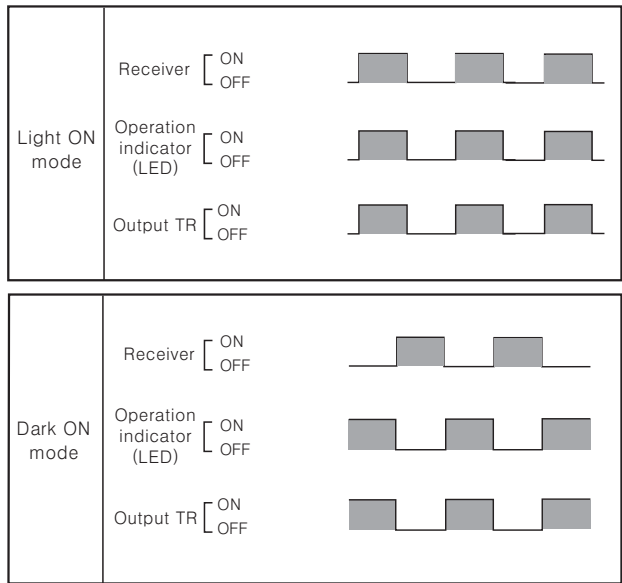 Light ON
mode
Receiver
ON
OFF
Operation
indicator
(LED)
ON
OFF
Output TR
ON
OFF
Dark ON
mode
Receiver
ON
OFF
Operation
indicator
(LED)
ON
OFF
Output TR
ON
OFF